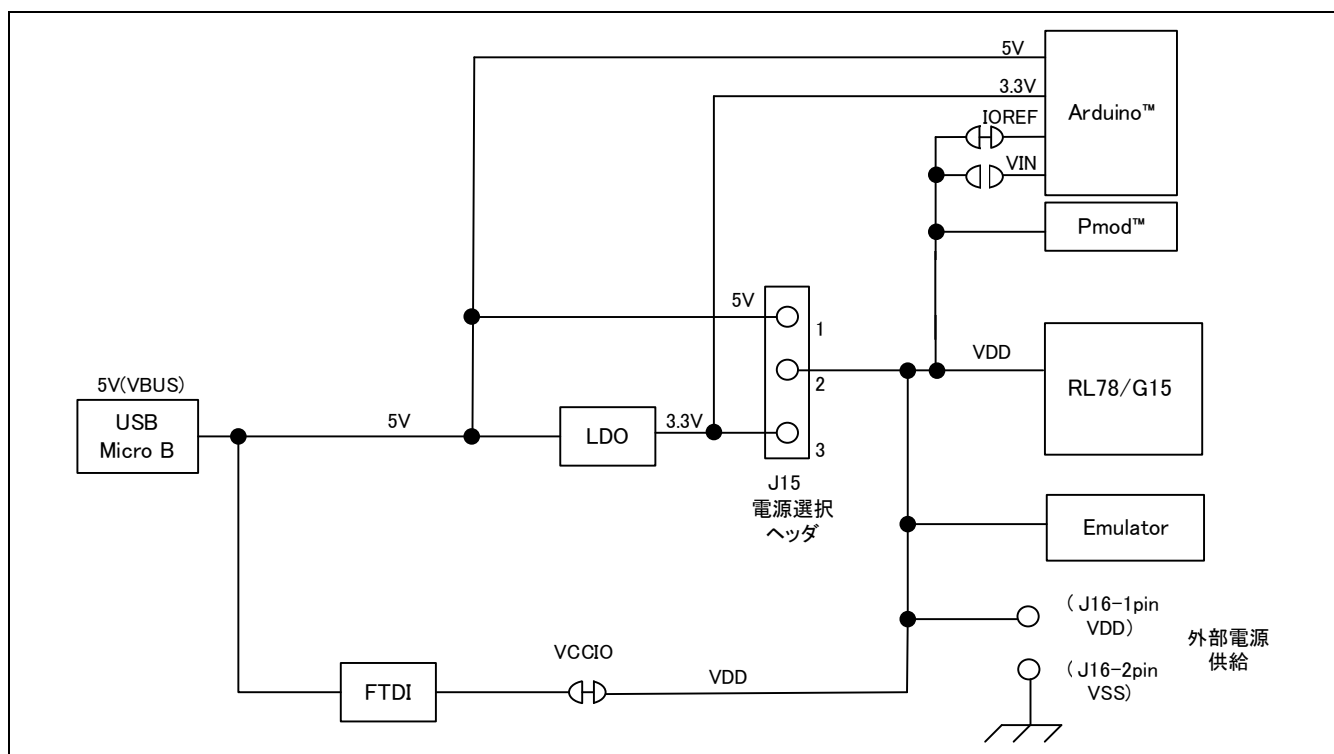 5V
3.3V
IOREF
VIN
Arduino™
Pmod™
5V
1
2
3
VDD
RL78/G15
5V(VBUS)
USB
Micro B
5V
LDO
3.3V
J15
電源選択
ヘッダ
Emulator
(J16-1pin
VDD)
外部電源
供給
(J16-2pin
VSS)
FTDI
VCCIO
VDD